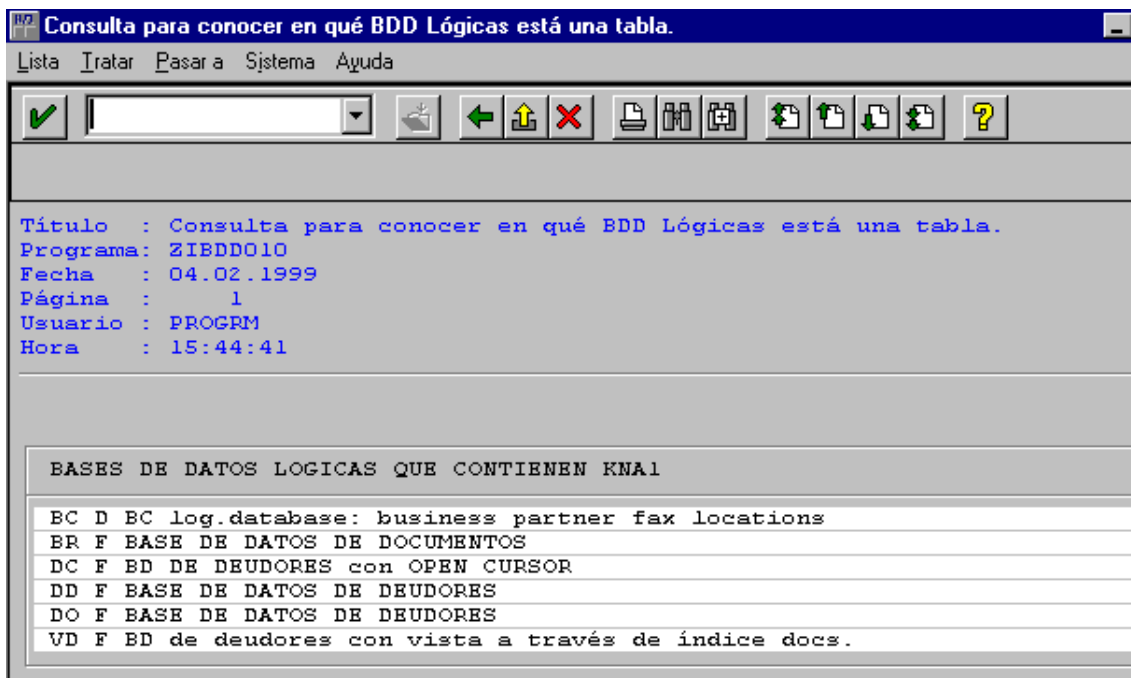 Consulta para conocer en qué BDD Lógicas está una tabla.
Lista Tratar Pasar a Sistema Ayuda
Título : Consulta para conocer en qué BDD Lógicas está una tabla.
Programa: ZIBDD010
Fecha : 04.02.1999
Página : 1
Usuario : PROGRM
Hora : 15:44:41
BASES DE DATOS LOGICAS QUE CONTIENEN KNA1
BC D BC log.database: business partner fax locations
BR F BASE DE DATOS DE DOCUMENTOS
DC F BD DE DEUDORES con OPEN CURSOR
DD F BASE DE DATOS DE DEUDORES
DO F BASE DE DATOS DE DEUDORES
VD F BD de deudores con vista a través de índice docs.